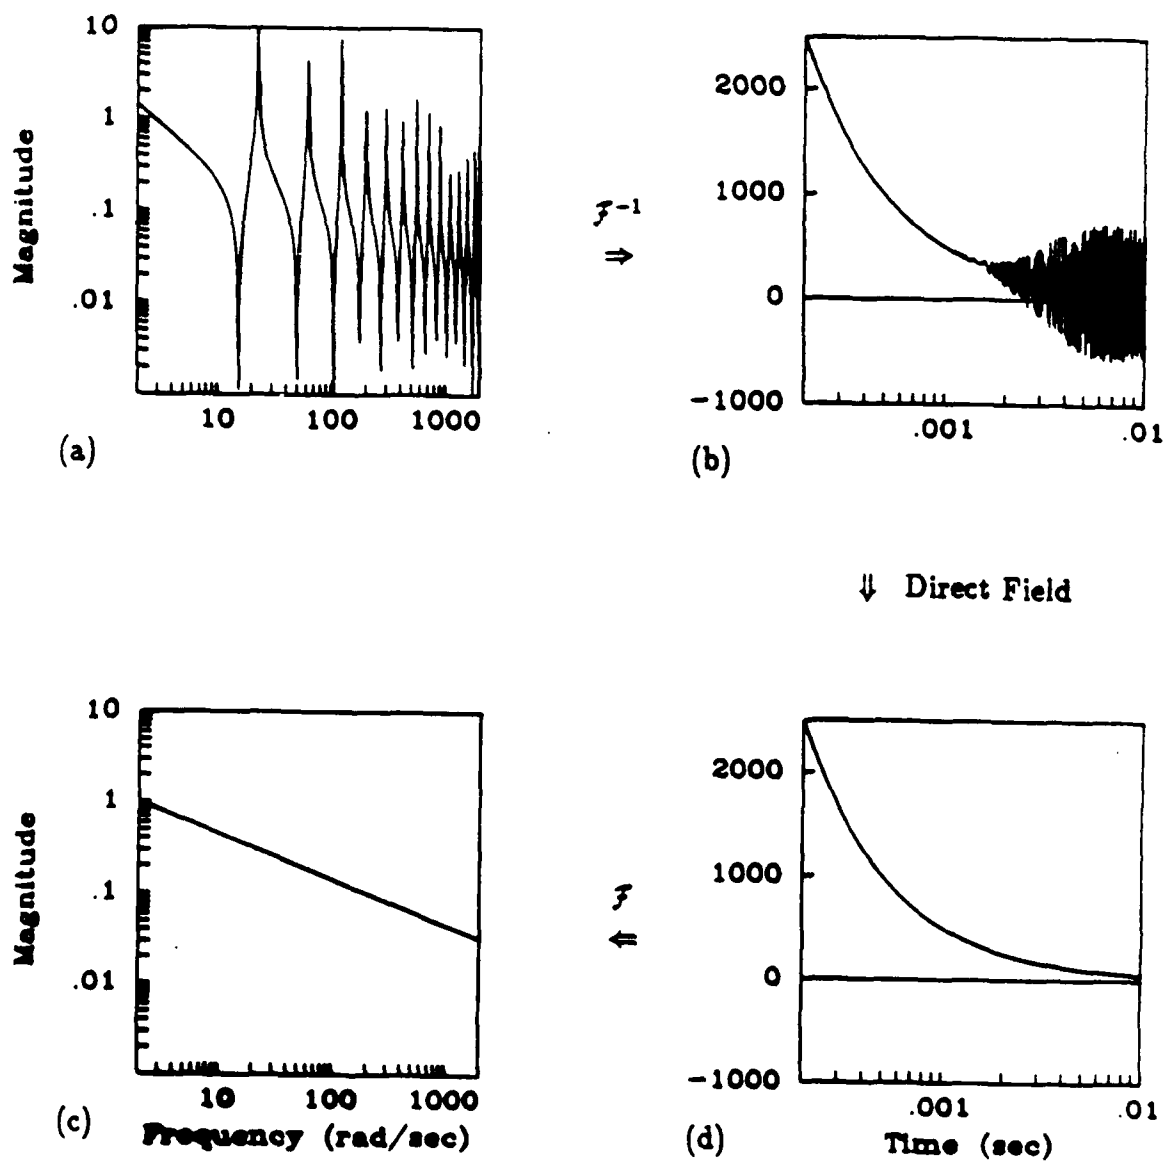 10
1
.1
.01
Magnitude
10 100 1000
(a)
ℱ⁻¹
⇒
2000
1000
0
-1000
.001 .01
(b)
⇓ Direct Field
10
1
.1
.01
Magnitude
10 100 1000
(c) Frequency (rad/sec)
ℱ
⇐
2000
1000
0
-1000
.001 .01
(d) Time (sec)